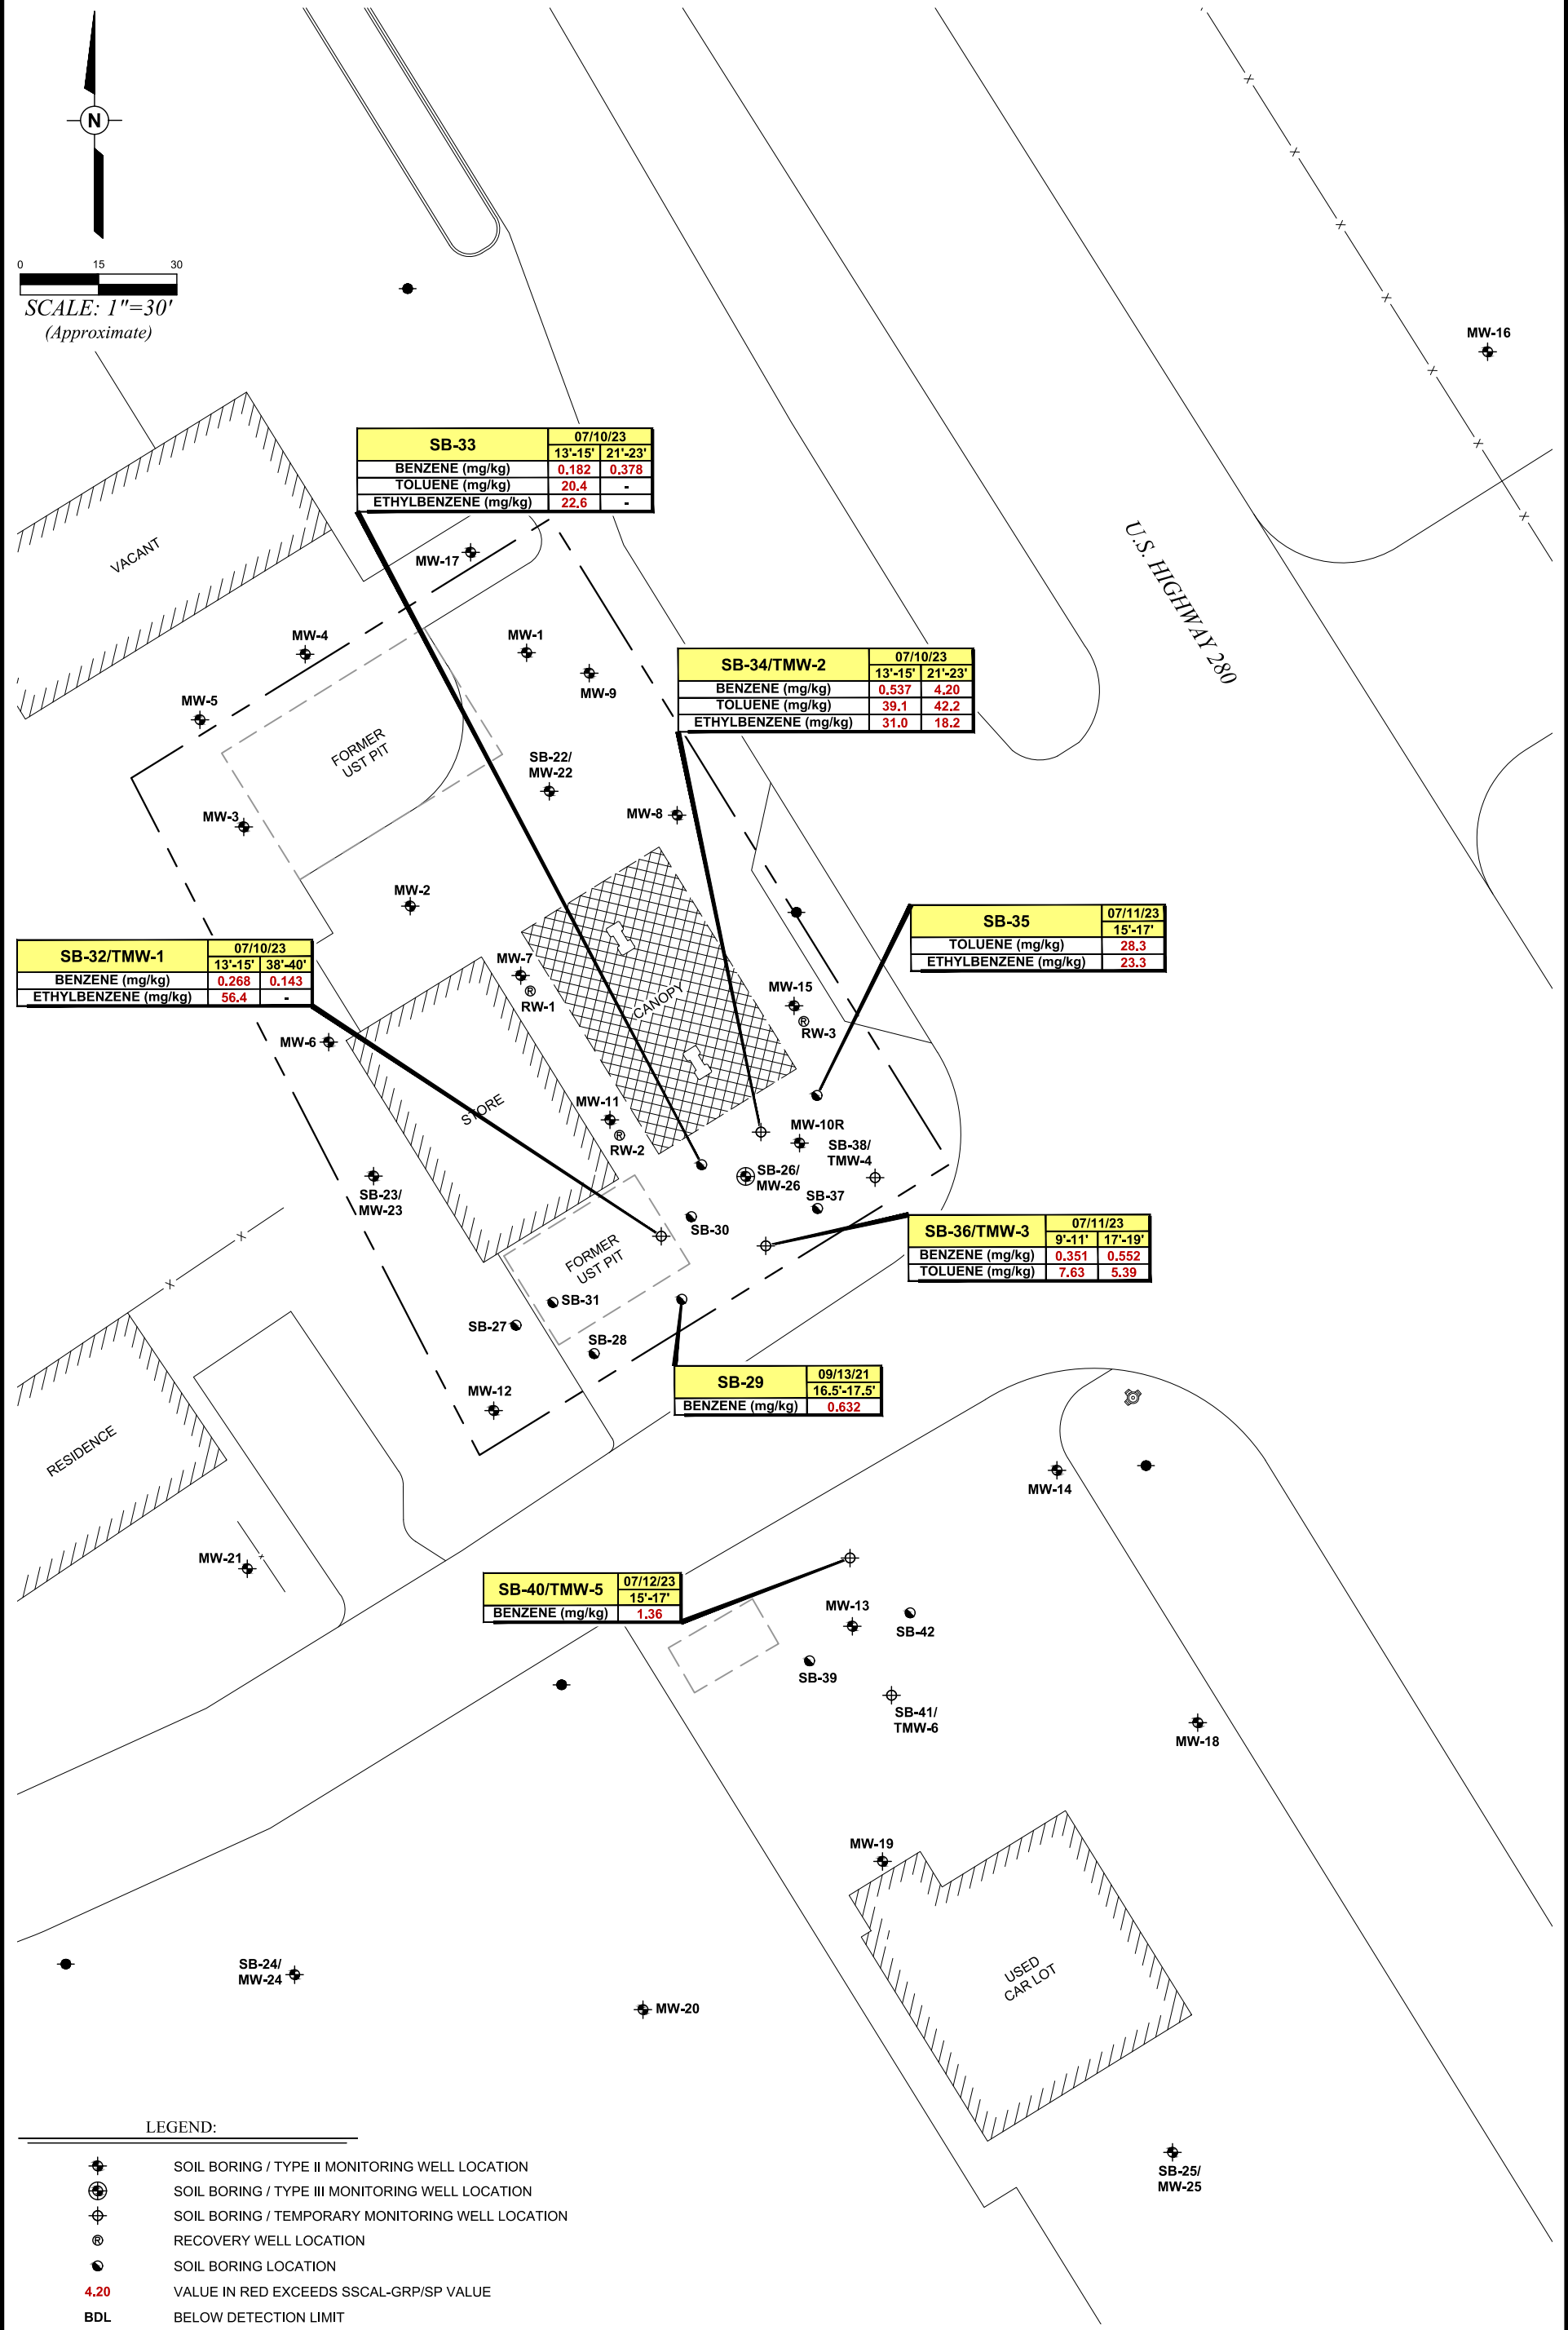 N
0 15 30
SCALE: 1"=30'
(Approximate)
MW-16
SB-33 07/10/23
13'-15' 21'-23'
BENZENE (mg/kg) 0.182 0.378
TOLUENE (mg/kg) 20.4 -
ETHYLBENZENE (mg/kg) 22.6 -
U.S. HIGHWAY 280
VACANT
MW-17
MW-4
MW-1
MW-9
MW-5
SB-34/TMW-2 07/10/23
13'-15' 21'-23'
BENZENE (mg/kg) 0.537 4.20
TOLUENE (mg/kg) 39.1 42.2
ETHYLBENZENE (mg/kg) 31.0 18.2
FORMER
UST PIT
SB-22/
MW-22
MW-3
MW-8
MW-2
SB-35 07/11/23
15'-17'
TOLUENE (mg/kg) 28.3
ETHYLBENZENE (mg/kg) 23.3
SB-32/TMW-1 07/10/23
13'-15' 38'-40'
BENZENE (mg/kg) 0.268 0.143
ETHYLBENZENE (mg/kg) 56.4 -
MW-7
R
RW-1
CANOPY
MW-15
R
RW-3
MW-6
STORE
MW-11
R
RW-2
MW-10R
SB-38/
TMW-4
SB-26/
MW-26
SB-23/
MW-23
SB-37
SB-30
SB-36/TMW-3 07/11/23
9'-11' 17'-19'
BENZENE (mg/kg) 0.351 0.552
TOLUENE (mg/kg) 7.63 5.39
FORMER
UST PIT
SB-31
SB-27
SB-28
SB-29 09/13/21
16.5'-17.5'
BENZENE (mg/kg) 0.632
MW-12
RESIDENCE
MW-14
MW-21
SB-40/TMW-5 07/12/23
15'-17'
BENZENE (mg/kg) 1.36
MW-13
SB-42
SB-39
SB-41/
TMW-6
MW-18
MW-19
USED
CAR LOT
SB-24/
MW-24
MW-20
SB-25/
MW-25
LEGEND:
SOIL BORING / TYPE II MONITORING WELL LOCATION
SOIL BORING / TYPE III MONITORING WELL LOCATION
SOIL BORING / TEMPORARY MONITORING WELL LOCATION
R RECOVERY WELL LOCATION
SOIL BORING LOCATION
4.20 VALUE IN RED EXCEEDS SSCAL-GRP/SP VALUE
BDL BELOW DETECTION LIMIT